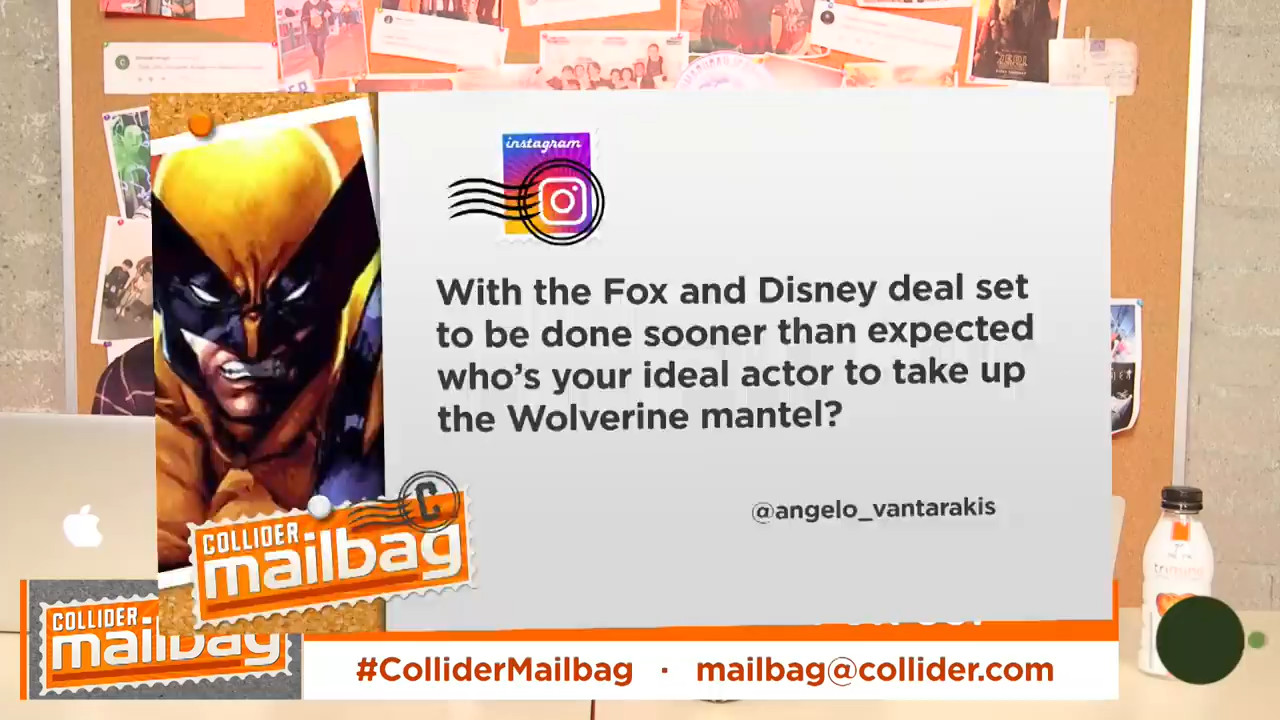 instagram
With the Fox and Disney deal set
to be done sooner than expected
who's your ideal actor to take up
the Wolverine mantel?
@angelo_vantarakis
C
COLLIDER
mailbag
COLLIDER
mailbag
#ColliderMailbag · mailbag@collider.com